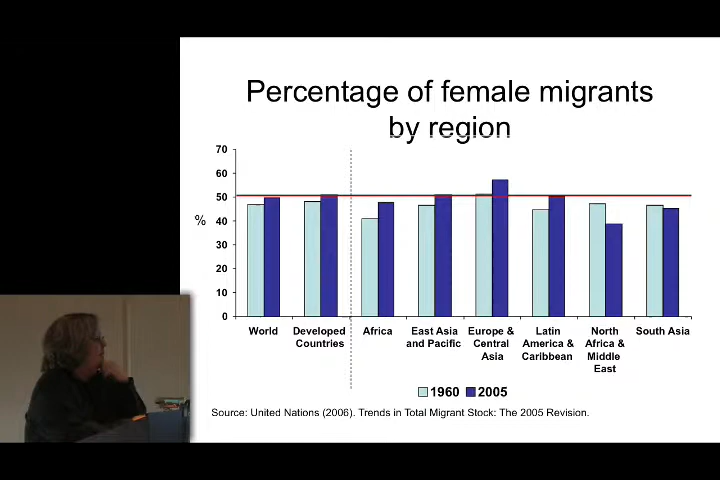 Percentage of female migrants
by region
70
60
50
40
30
20
10
0
%
World
Developed
Countries
Africa
East Asia
and Pacific
Europe &
Central
Asia
Latin
America &
Caribbean
North
Africa &
Middle
East
South Asia
1960 2005
Source: United Nations (2006). Trends in Total Migrant Stock: The 2005 Revision.